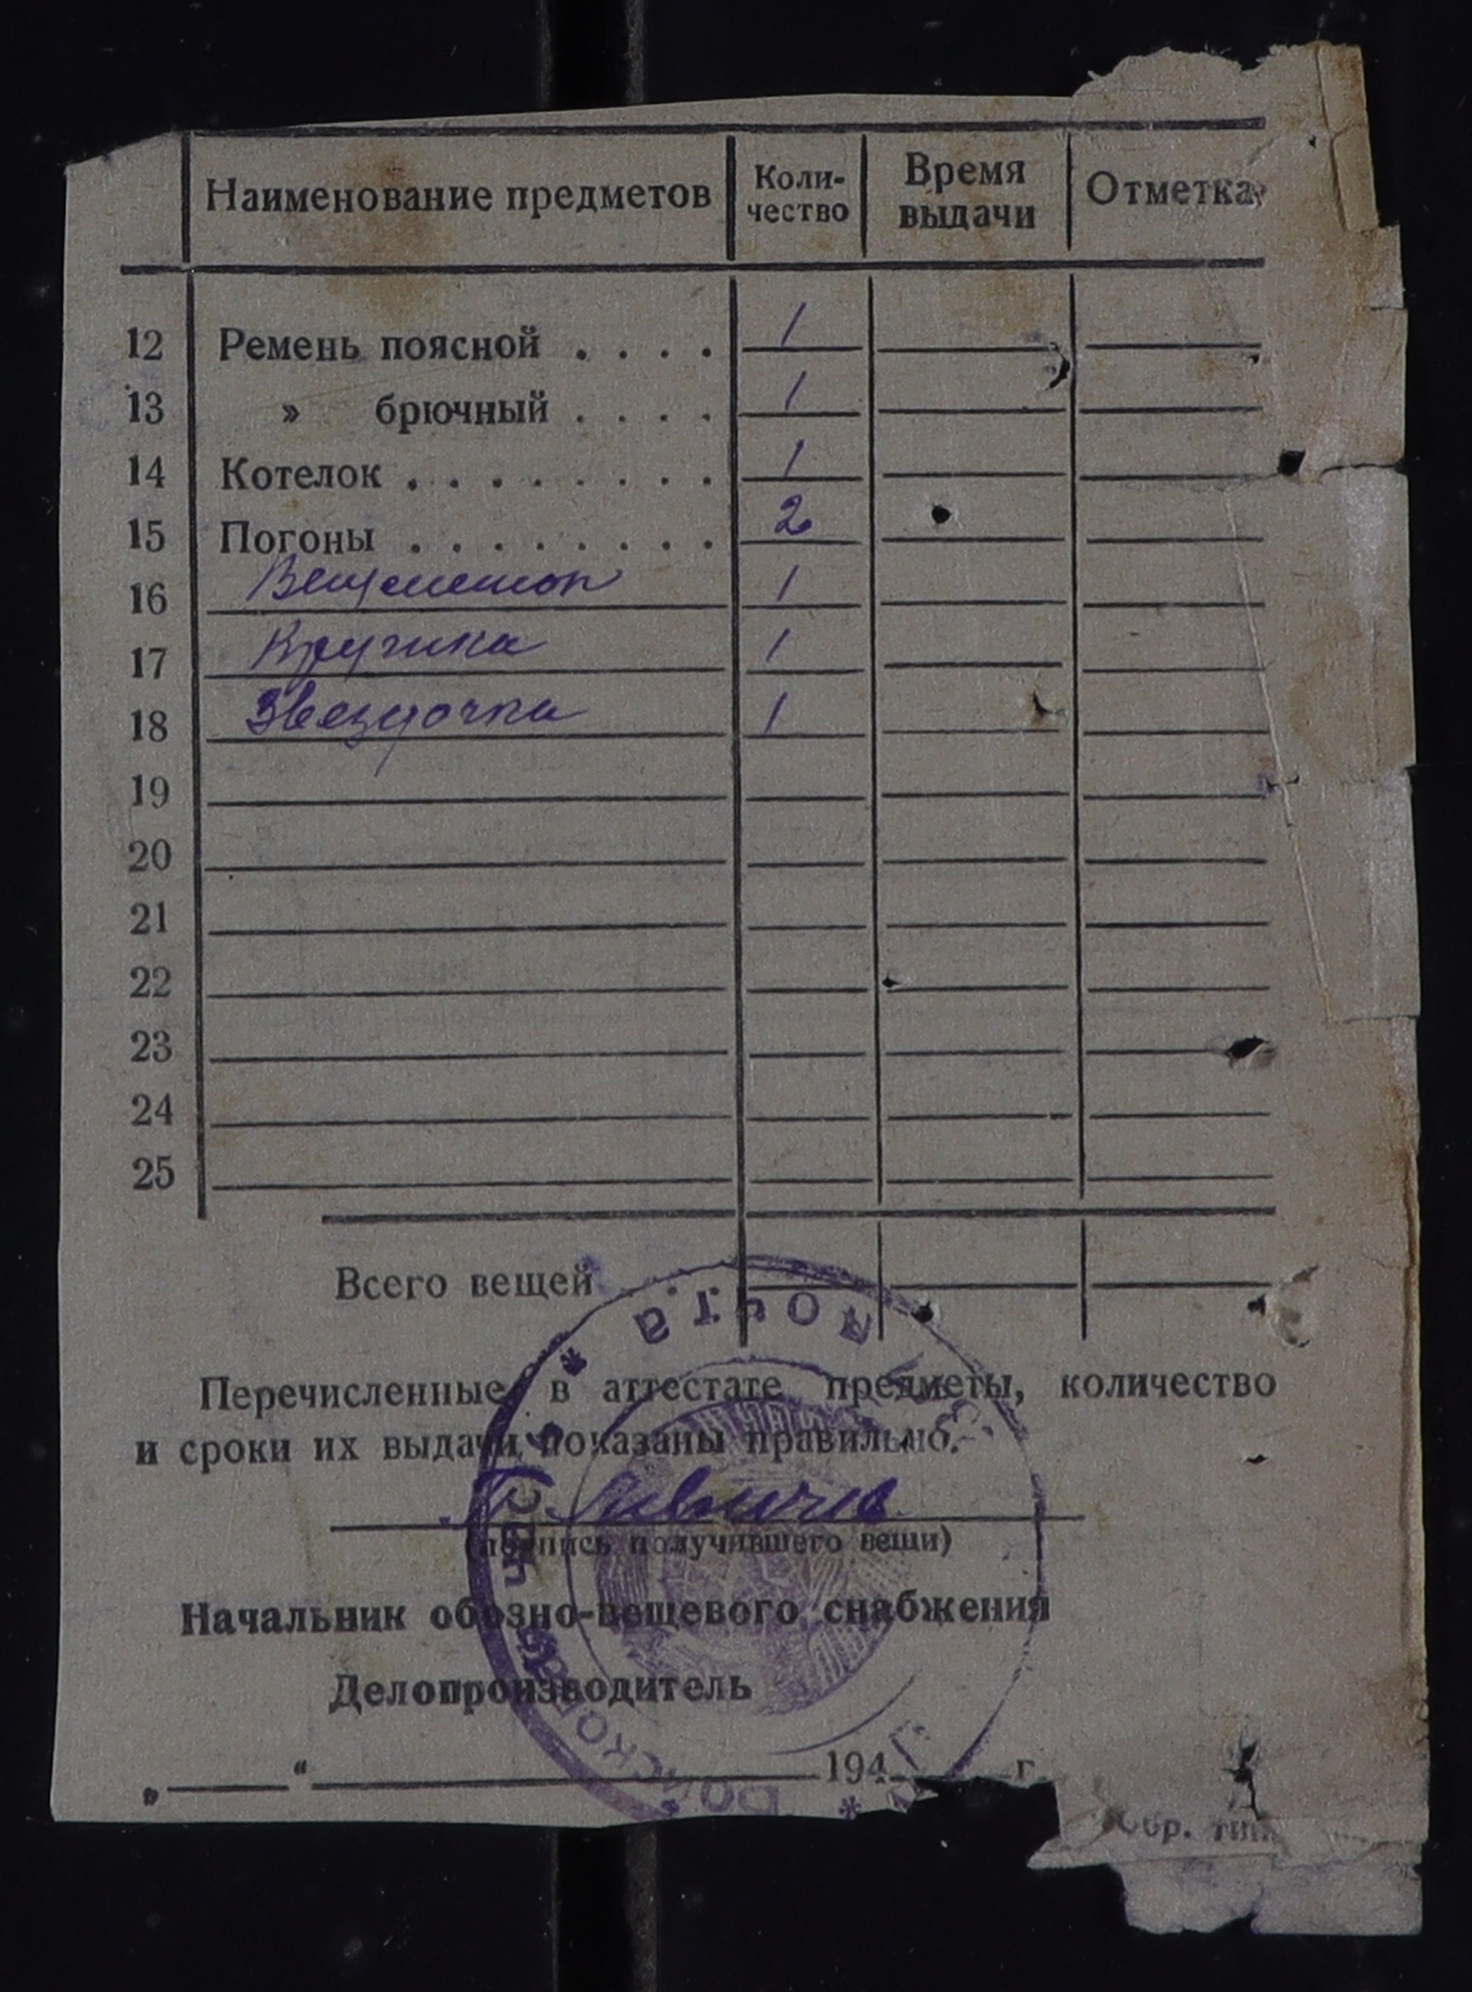 Наименование предметов Коли-чество Время выдачи Отметка
12 Ремень поясной . . . . 1
13 » брючный . . . . 1
14 Котелок . . . . . . . . 1
15 Погоны . . . . . . . . 2
16 Вещмешок 1
17 Кружка 1
18 Звездочка 1
19
20
21
22
23
24
25
Всего вещей
Перечисленные в аттестате предметы, количество
и сроки их выдачи показаны правильно.
(подпись получившего вещи)
Начальник обозно-вещевого снабжения
Делопроизводитель
„ “ 194 г.